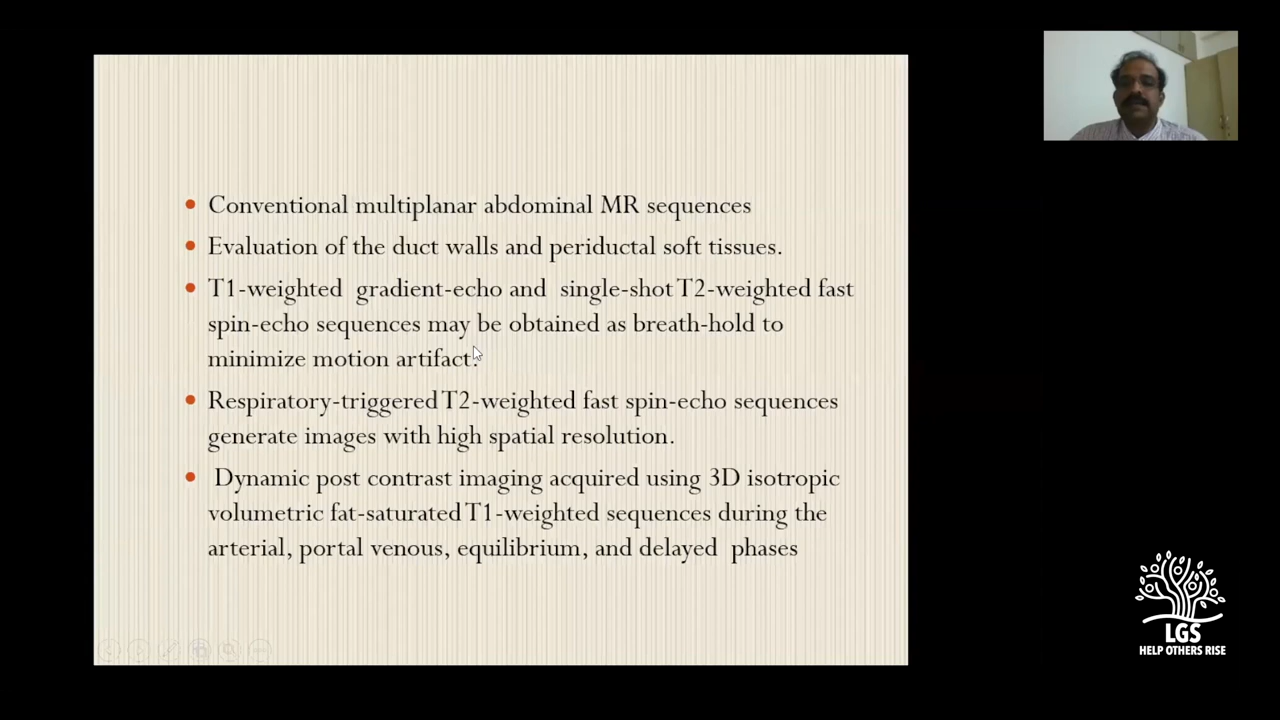 Conventional multiplanar abdominal MR sequences
Evaluation of the duct walls and periductal soft tissues.
T1-weighted gradient-echo and single-shot T2-weighted fast
spin-echo sequences may be obtained as breath-hold to
minimize motion artifact.
Respiratory-triggered T2-weighted fast spin-echo sequences
generate images with high spatial resolution.
Dynamic post contrast imaging acquired using 3D isotropic
volumetric fat-saturated T1-weighted sequences during the
arterial, portal venous, equilibrium, and delayed phases
LGS
HELP OTHERS RISE